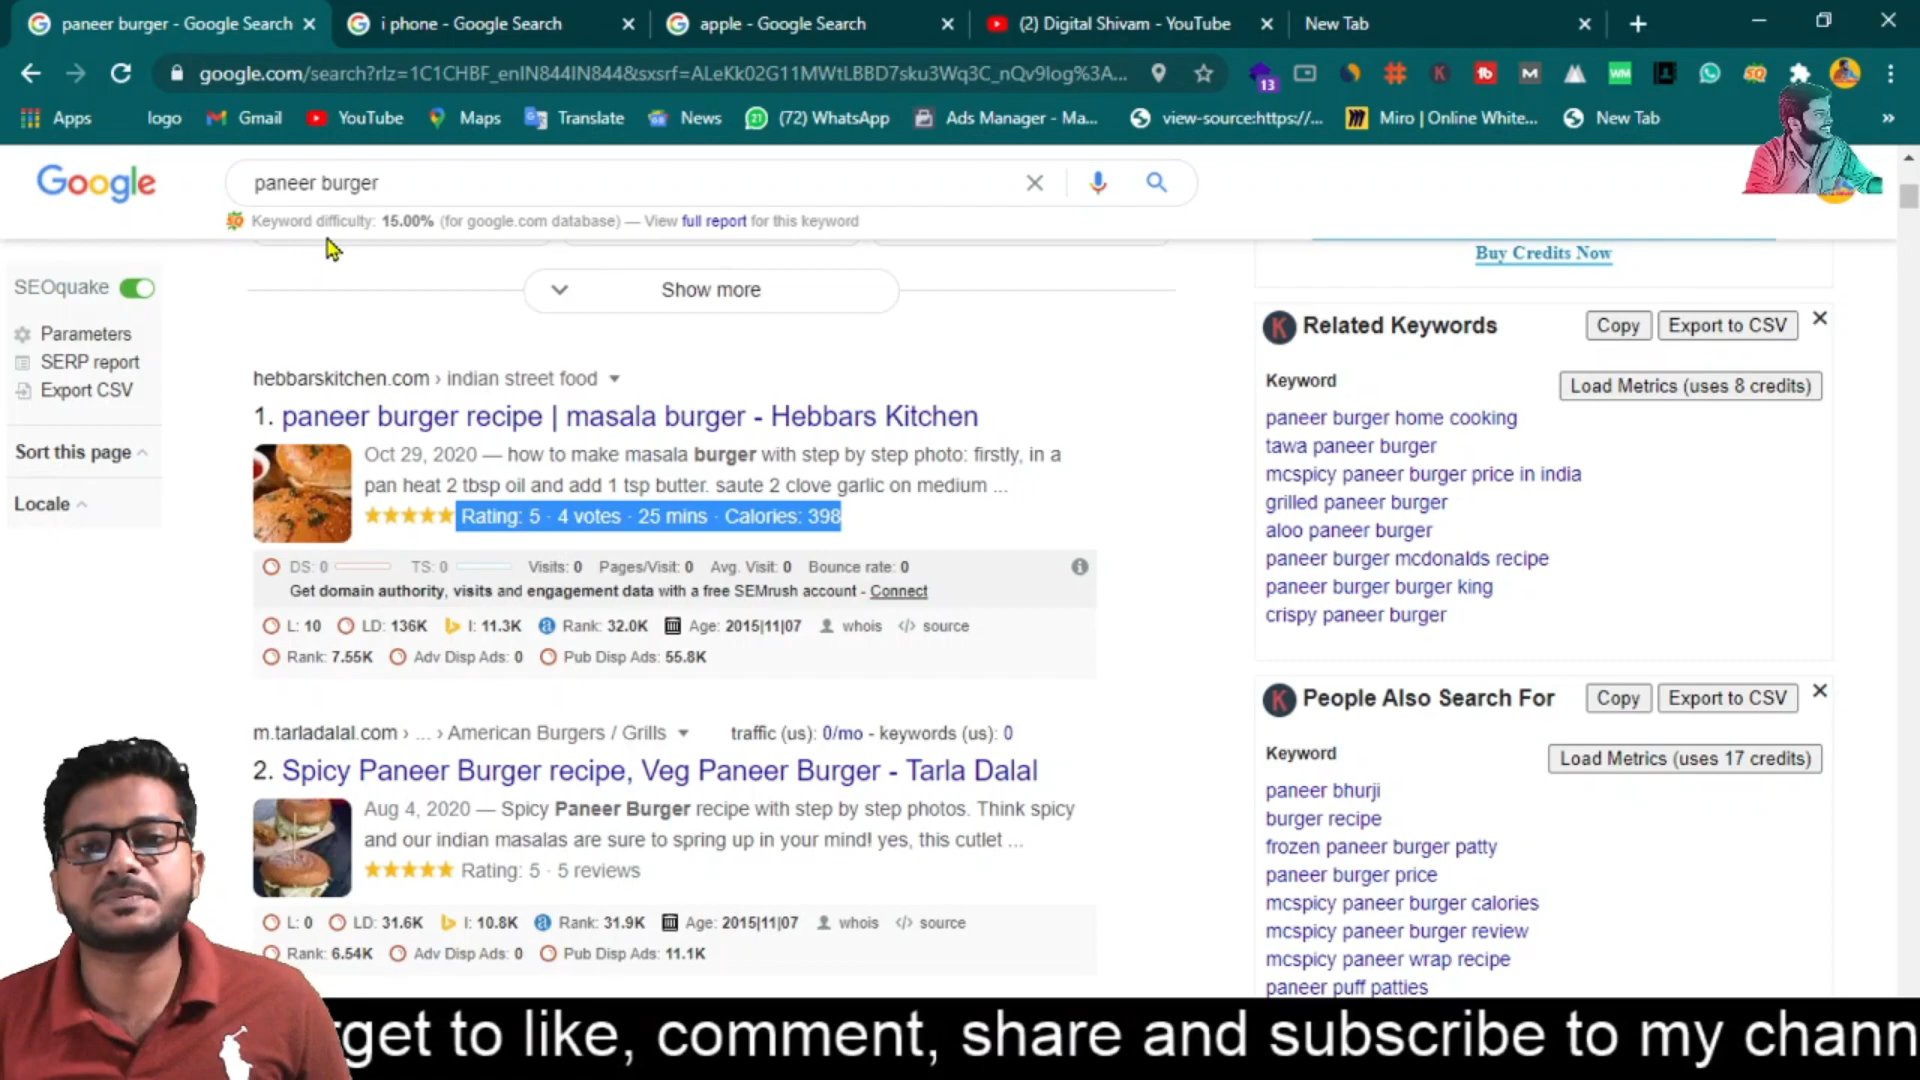 paneer burger - Google Search
i phone - Google Search
apple - Google Search
(2) Digital Shivam - YouTube
New Tab
google.com/search?rlz=1C1CHBF_enIN844IN844&sxsrf=ALeKk02G11MWtLBBD7sku3Wq3C_nQv9log%3A...
13
Apps
logo
Gmail
YouTube
Maps
Translate
News
(72) WhatsApp
Ads Manager - Ma...
view-source:https://...
Miro | Online White...
New Tab
»
Google
paneer burger
Keyword difficulty: 15.00% (for google.com database) — View full report for this keyword
Buy Credits Now
SEOquake
Parameters
SERP report
Export CSV
Sort this page
Locale
Show more
hebbarskitchen.com › indian street food
1. paneer burger recipe | masala burger - Hebbars Kitchen
Oct 29, 2020 — how to make masala burger with step by step photo: firstly, in a
pan heat 2 tbsp oil and add 1 tsp butter. saute 2 clove garlic on medium ...
Rating: 5 · 4 votes · 25 mins · Calories: 398
DS: 0 TS: 0 Visits: 0 Pages/Visit: 0 Avg. Visit: 0 Bounce rate: 0
Get domain authority, visits and engagement data with a free SEMrush account - Connect
L: 10 LD: 136K I: 11.3K Rank: 32.0K Age: 2015|11|07 whois source
Rank: 7.55K Adv Disp Ads: 0 Pub Disp Ads: 55.8K
m.tarladalal.com › ... › American Burgers / Grills traffic (us): 0/mo - keywords (us): 0
2. Spicy Paneer Burger recipe, Veg Paneer Burger - Tarla Dalal
Aug 4, 2020 — Spicy Paneer Burger recipe with step by step photos. Think spicy
and our indian masalas are sure to spring up in your mind! yes, this cutlet ...
Rating: 5 · 5 reviews
L: 0 LD: 31.6K I: 10.8K Rank: 31.9K Age: 2015|11|07 whois source
Rank: 6.54K Adv Disp Ads: 0 Pub Disp Ads: 11.1K
Related Keywords Copy Export to CSV
Keyword Load Metrics (uses 8 credits)
paneer burger home cooking
tawa paneer burger
mcspicy paneer burger price in india
grilled paneer burger
aloo paneer burger
paneer burger mcdonalds recipe
paneer burger burger king
crispy paneer burger
People Also Search For Copy Export to CSV
Keyword Load Metrics (uses 17 credits)
paneer bhurji
burger recipe
frozen paneer burger patty
paneer burger price
mcspicy paneer burger calories
mcspicy paneer burger review
mcspicy paneer wrap recipe
paneer puff patties
rget to like, comment, share and subscribe to my chann